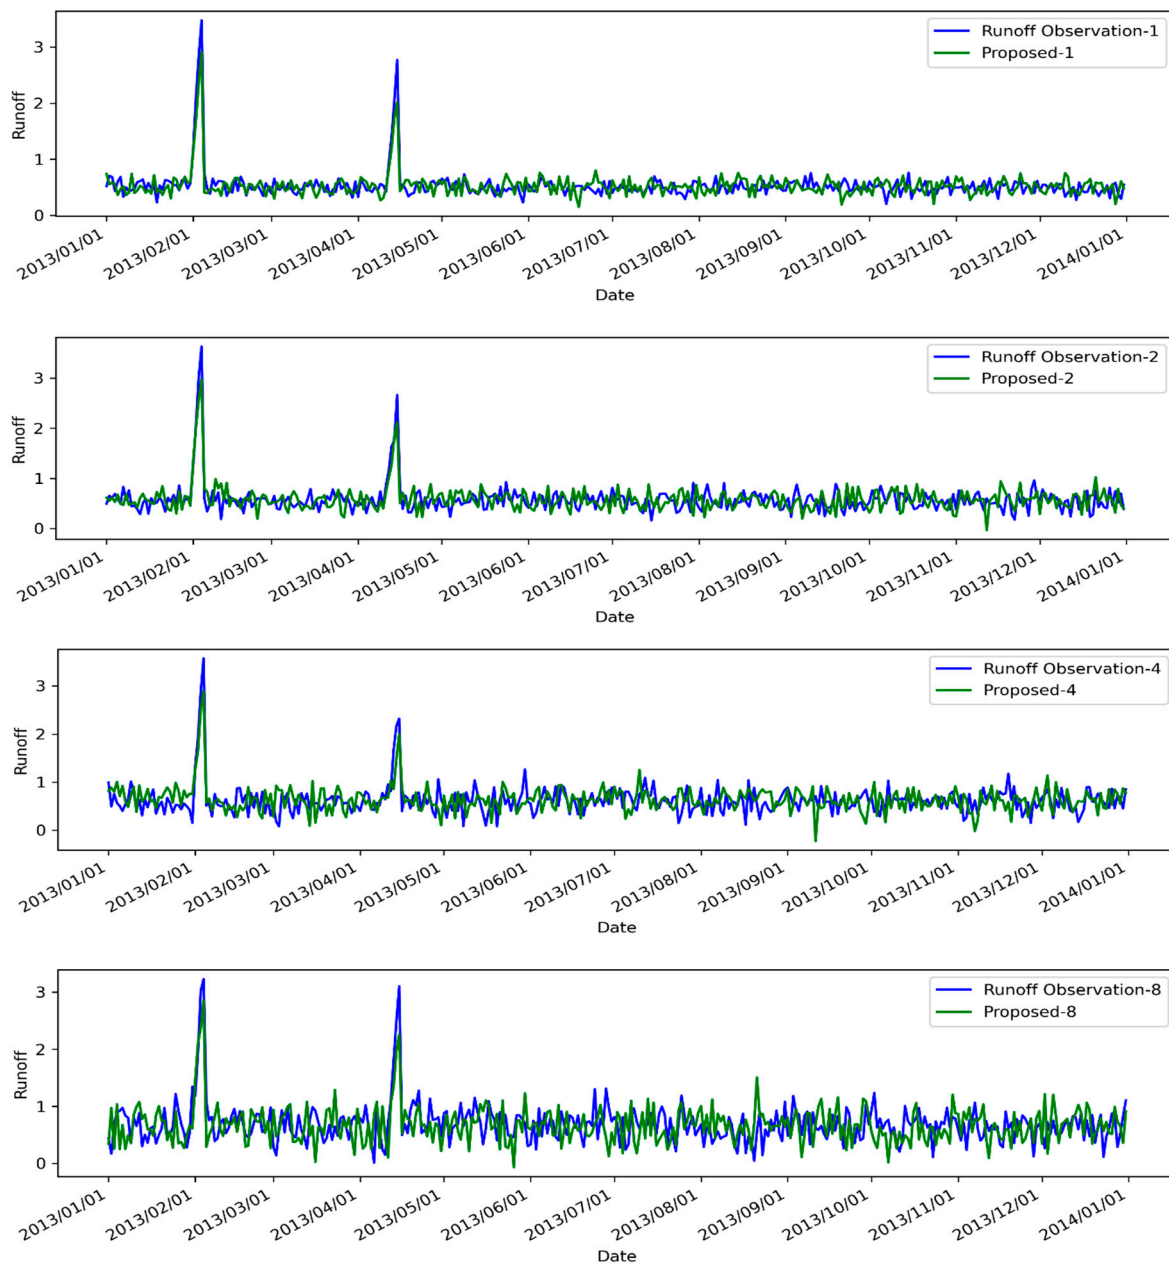 Runoff Observation-1
Proposed-1
3
2
1
0
Runoff
2013/01/01 2013/02/01 2013/03/01 2013/04/01 2013/05/01 2013/06/01 2013/07/01 2013/08/01 2013/09/01 2013/10/01 2013/11/01 2013/12/01 2014/01/01
Date
Runoff Observation-2
Proposed-2
3
2
1
0
Runoff
2013/01/01 2013/02/01 2013/03/01 2013/04/01 2013/05/01 2013/06/01 2013/07/01 2013/08/01 2013/09/01 2013/10/01 2013/11/01 2013/12/01 2014/01/01
Date
Runoff Observation-4
Proposed-4
3
2
1
0
Runoff
2013/01/01 2013/02/01 2013/03/01 2013/04/01 2013/05/01 2013/06/01 2013/07/01 2013/08/01 2013/09/01 2013/10/01 2013/11/01 2013/12/01 2014/01/01
Date
Runoff Observation-8
Proposed-8
3
2
1
0
Runoff
2013/01/01 2013/02/01 2013/03/01 2013/04/01 2013/05/01 2013/06/01 2013/07/01 2013/08/01 2013/09/01 2013/10/01 2013/11/01 2013/12/01 2014/01/01
Date